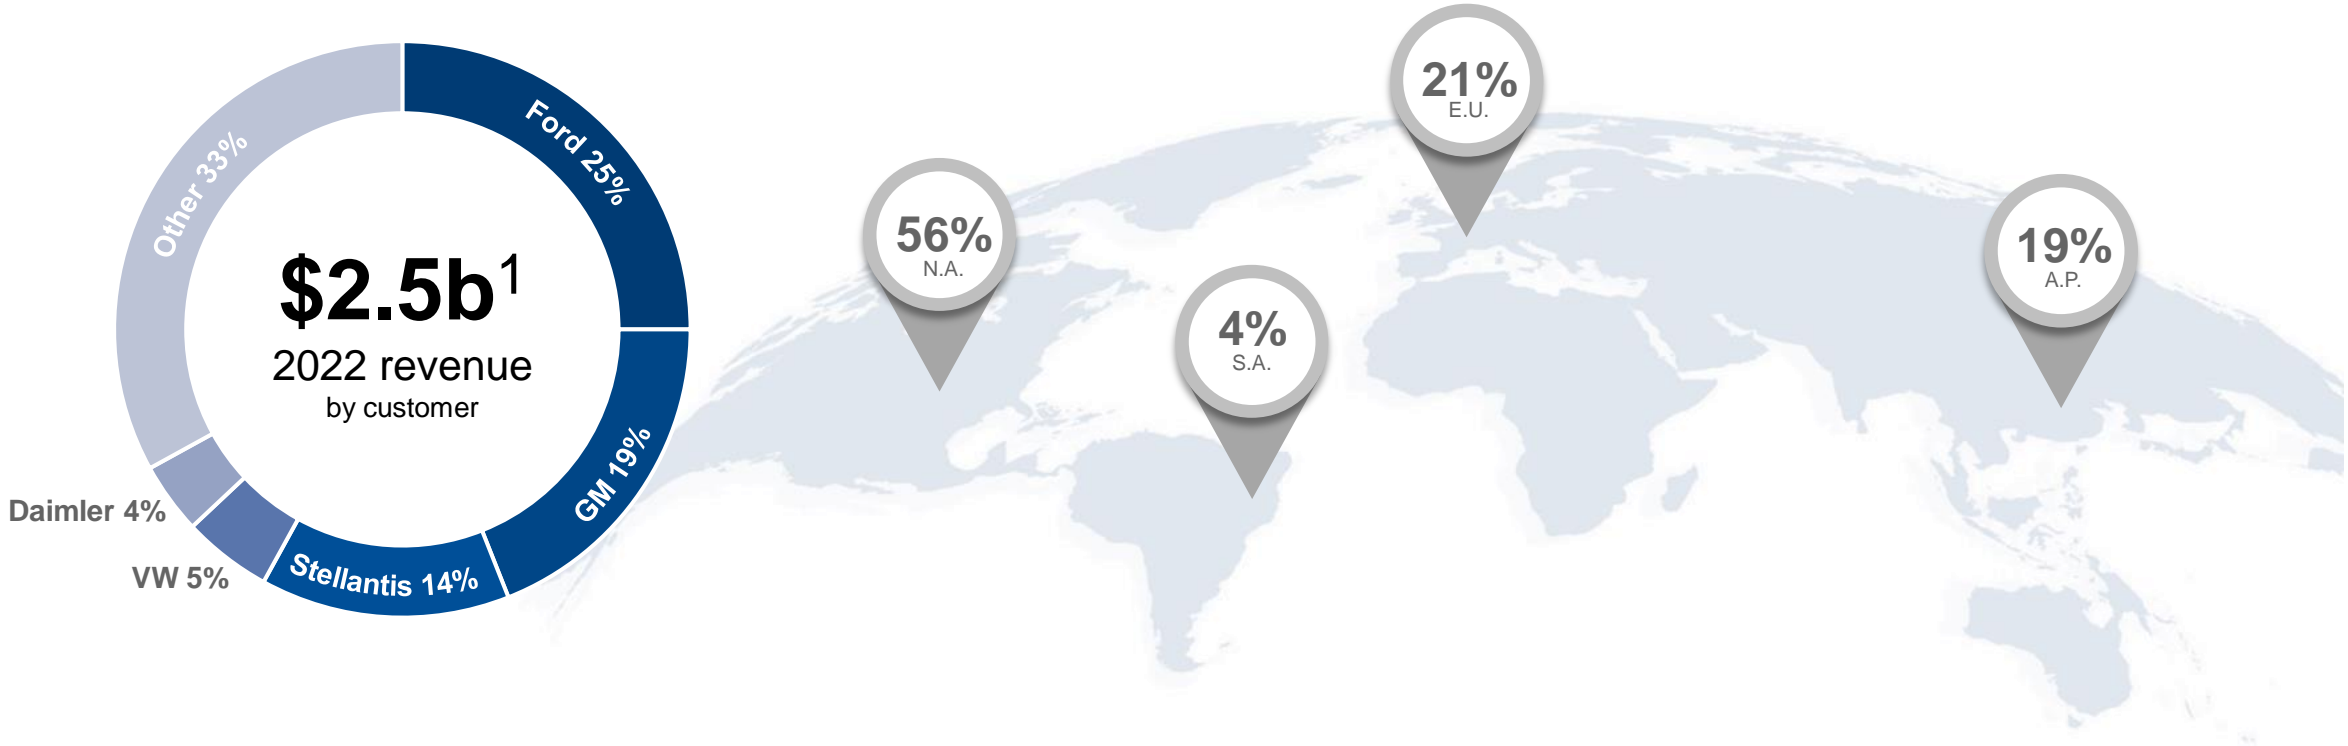 Ford 25%
GM 19%
Stellantis 14%
VW 5%
Daimler 4%
Other 33%
$2.5b1
2022 revenue
by customer
56%
N.A.
4%
S.A.
21%
E.U.
19%
A.P.